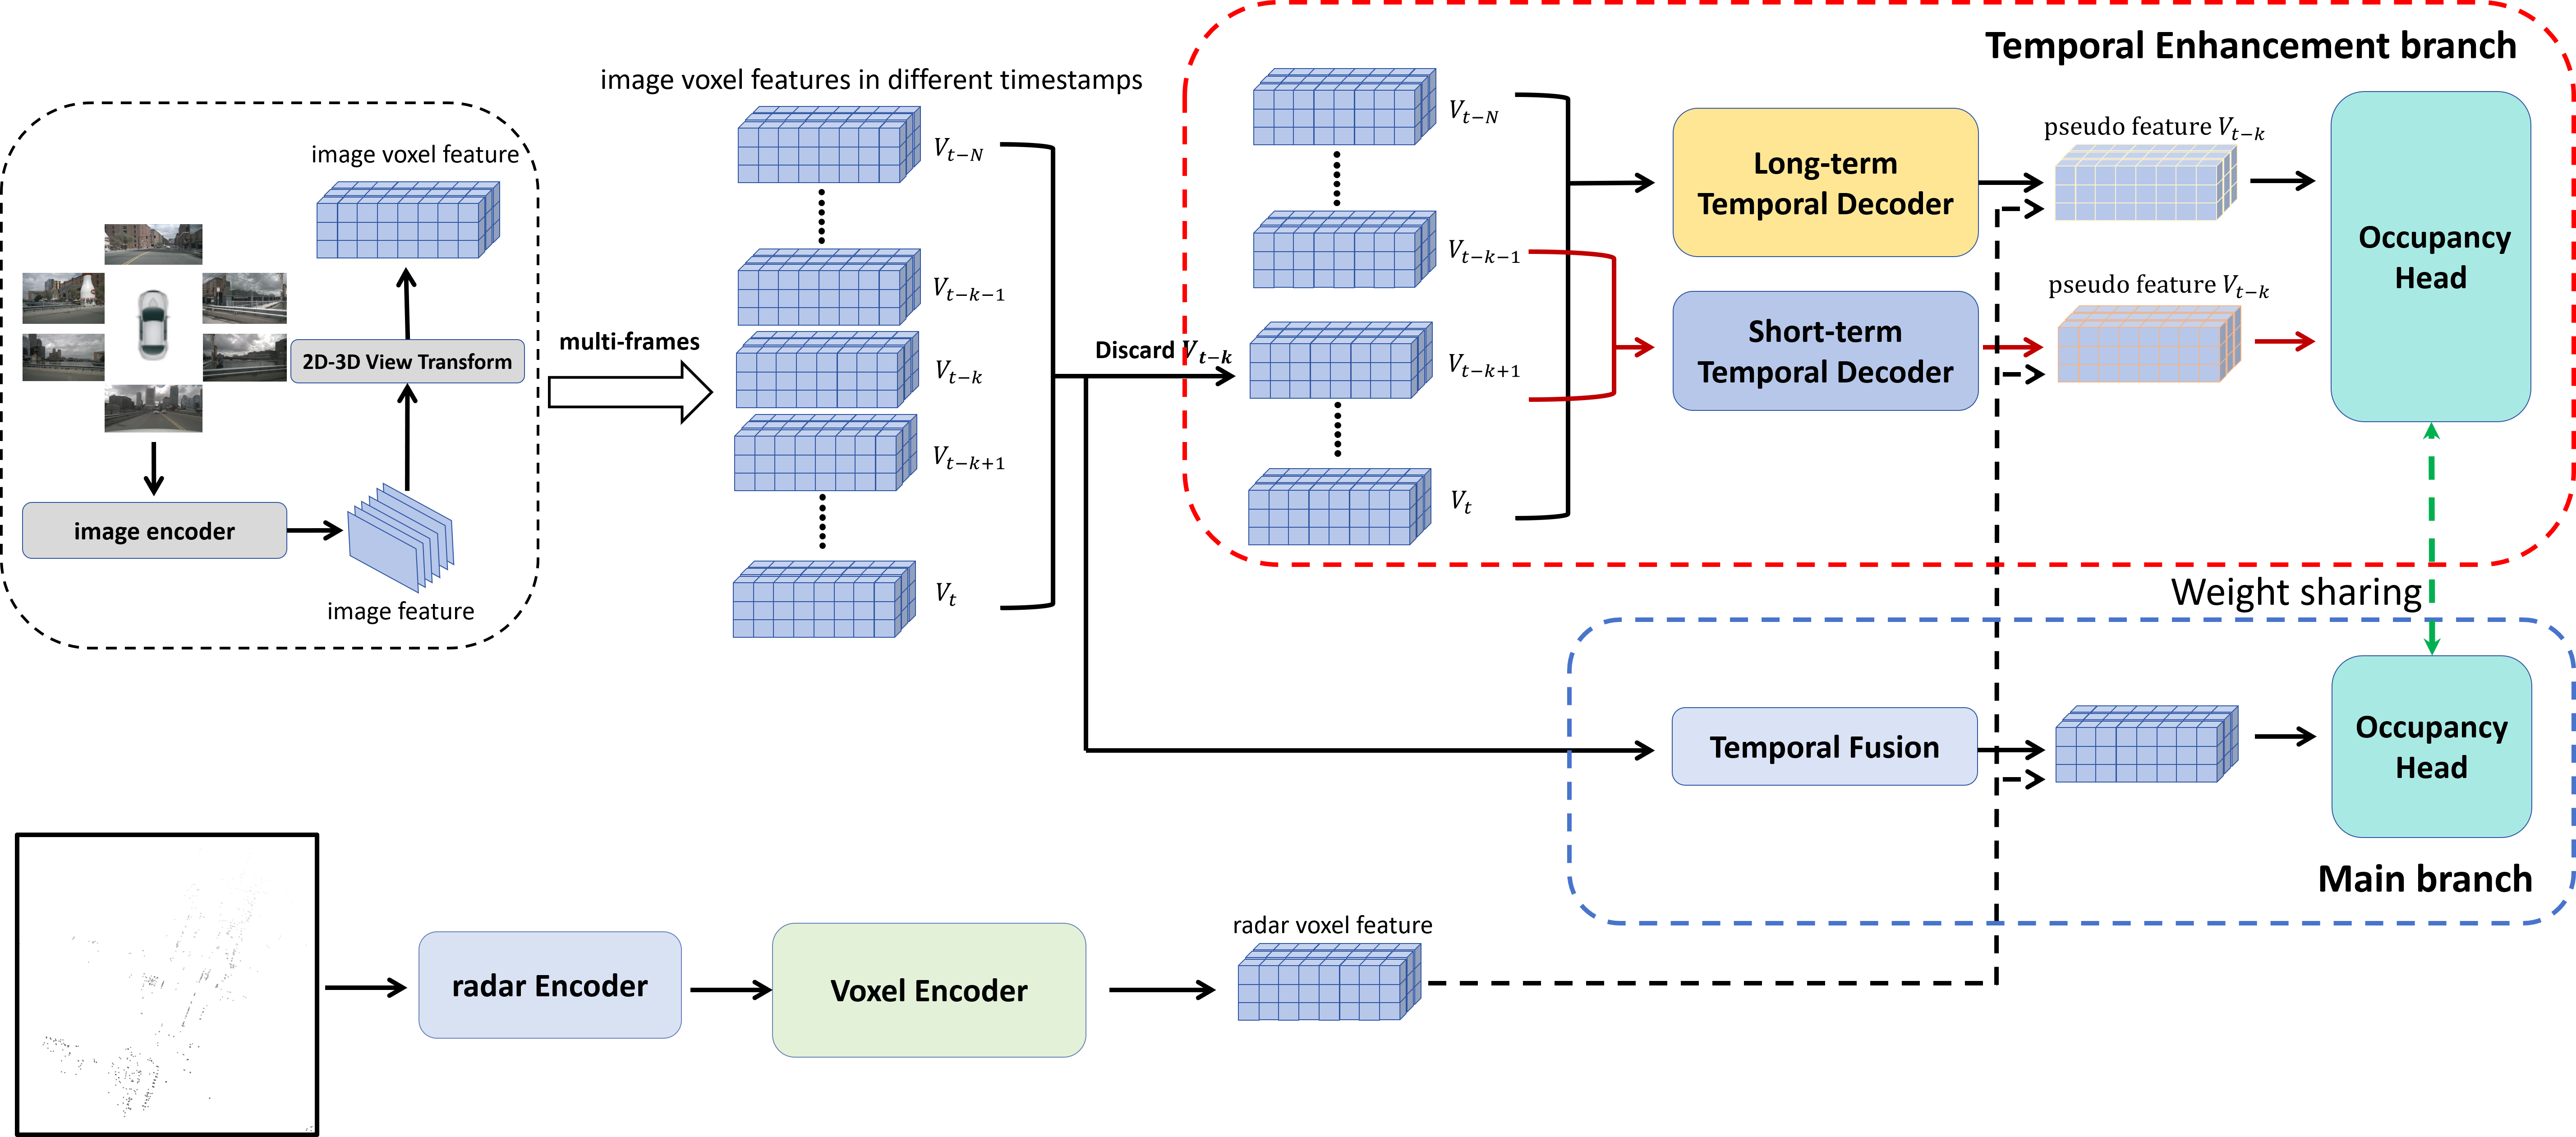 Temporal Enhancement branch
image voxel features in different timestamps
image voxel feature
2D-3D View Transform
image encoder
image feature
multi-frames
V_{t-N}
V_{t-k-1}
V_{t-k}
V_{t-k+1}
V_t
Discard V_{t-k}
V_{t-N}
V_{t-k-1}
V_{t-k+1}
V_t
Long-term
Temporal Decoder
Short-term
Temporal Decoder
pseudo feature V_{t-k}
pseudo feature V_{t-k}
Occupancy
Head
Weight sharing
Temporal Fusion
Occupancy
Head
Main branch
radar Encoder
Voxel Encoder
radar voxel feature